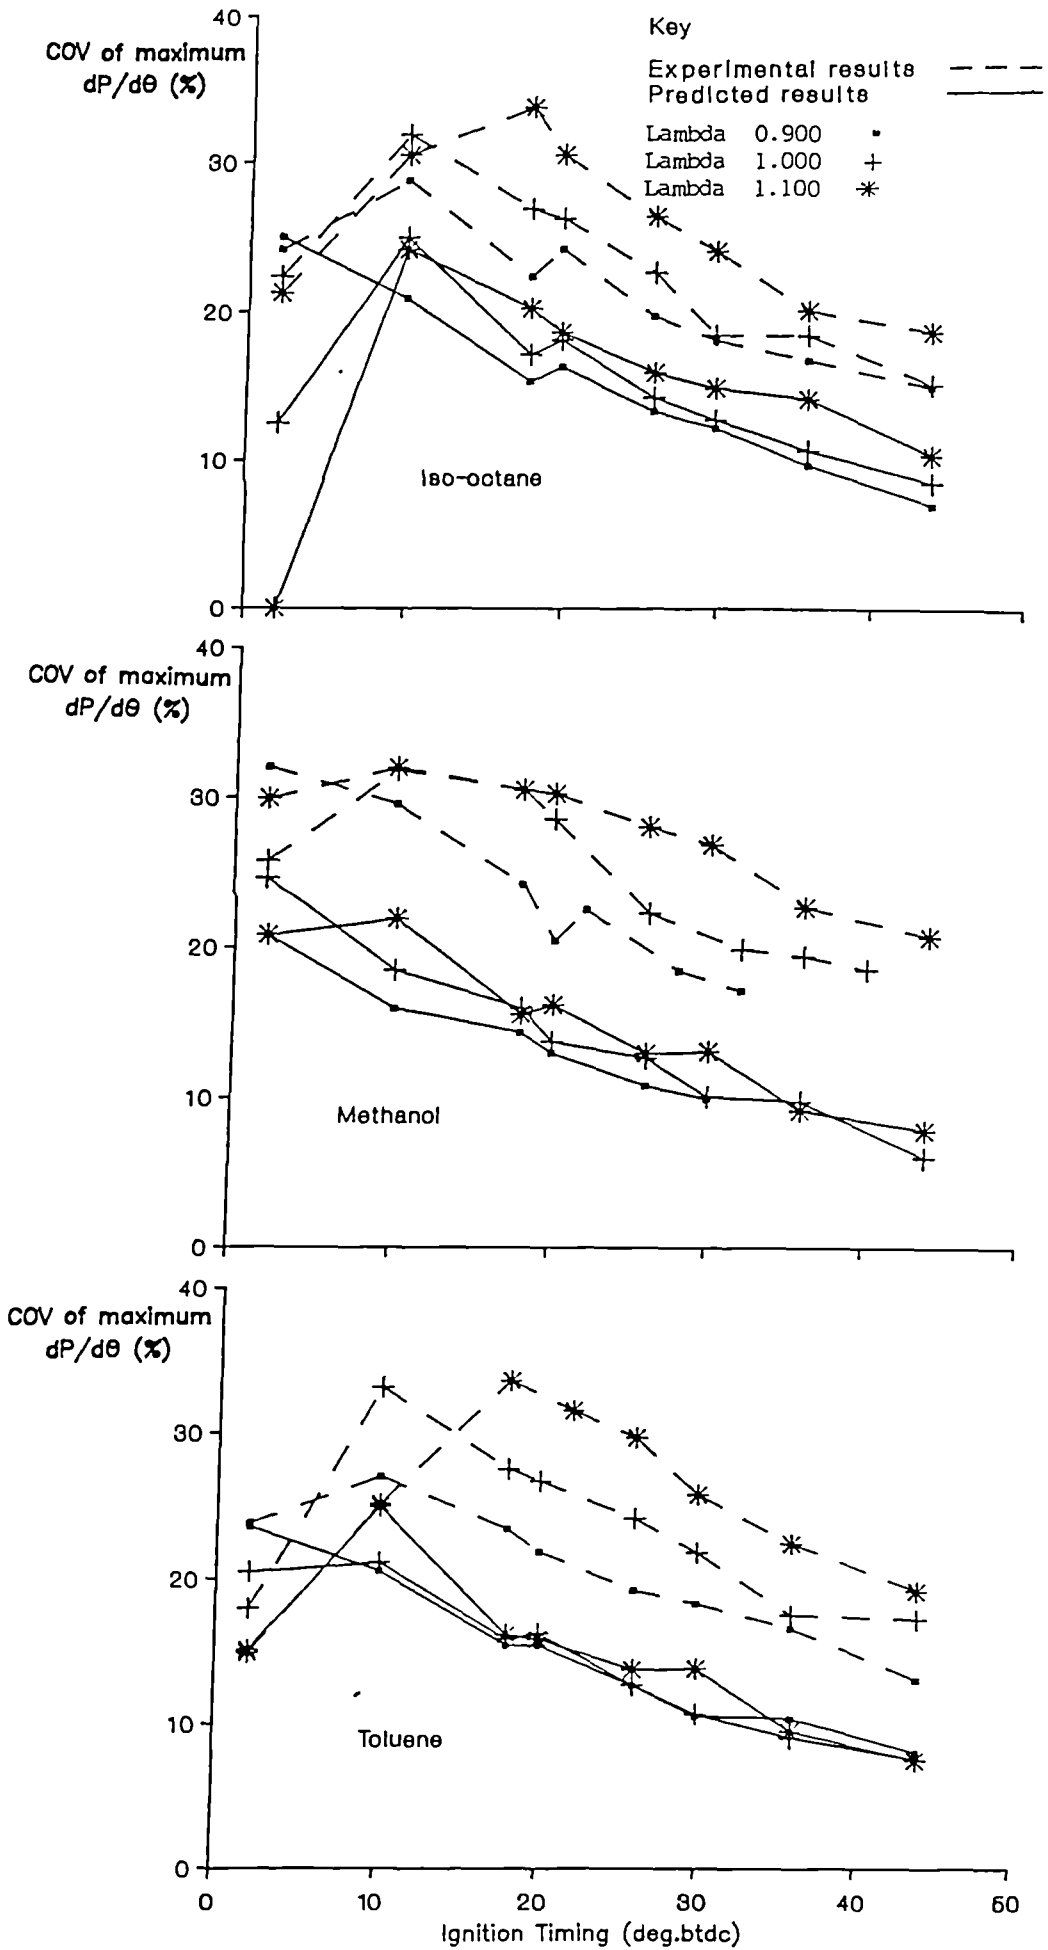 40
COV of maximum
dP/dθ (%)
30
20
10
0
Key
Experimental results
Predicted results
Lambda 0.900
Lambda 1.000
Lambda 1.100
Iso-octane
40
COV of maximum
dP/dθ (%)
30
20
10
0
Methanol
40
COV of maximum
dP/dθ (%)
30
20
10
0
Toluene
0 10 20 30 40 50
Ignition Timing (deg.btdc)